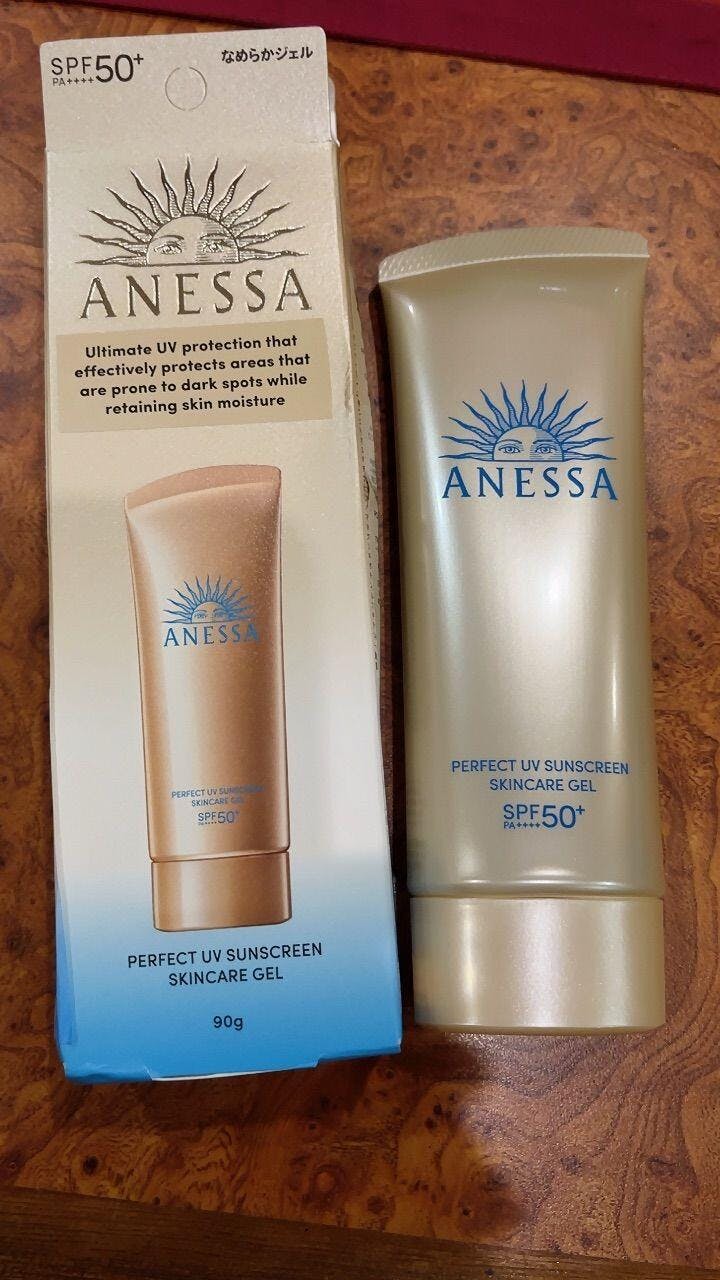 SPF50+
PA++++
なめらかジェル
ANESSA
Ultimate UV protection that
effectively protects areas that
are prone to dark spots while
retaining skin moisture
ANESSA
PERFECT UV SUNSCREEN
SKINCARE GEL
SPF50+
PA++++
PERFECT UV SUNSCREEN
SKINCARE GEL
90g
ANESSA
PERFECT UV SUNSCREEN
SKINCARE GEL
SPF50+
PA++++